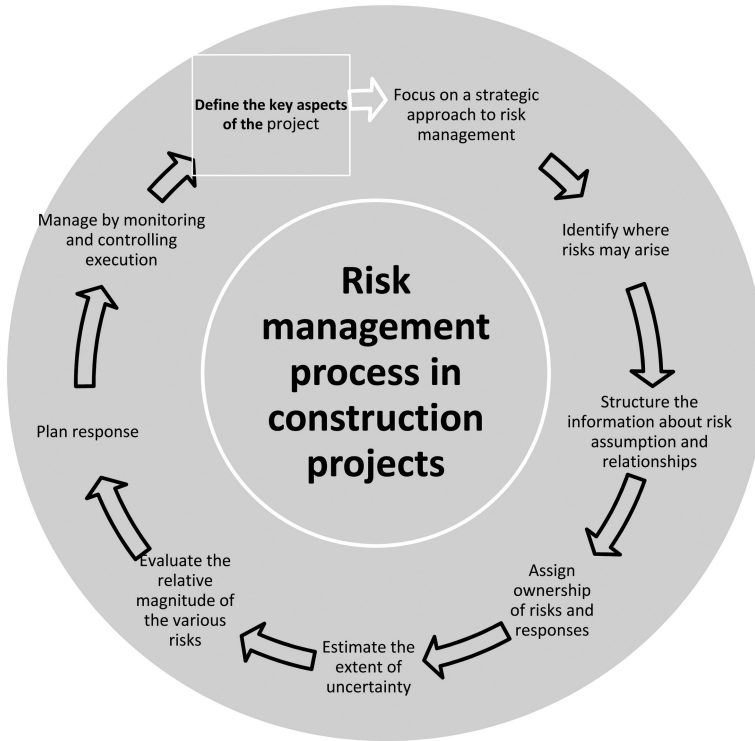 Define the key aspects
of the project
Focus on a strategic
approach to risk
management
Identify where
risks may arise
Structure the
information about risk
assumption and
relationships
Assign
ownership
of risks and
responses
Estimate the
extent of
uncertainty
Evaluate the
relative
magnitude of
the various
risks
Plan response
Manage by monitoring
and controlling
execution
Risk
management
process in
construction
projects